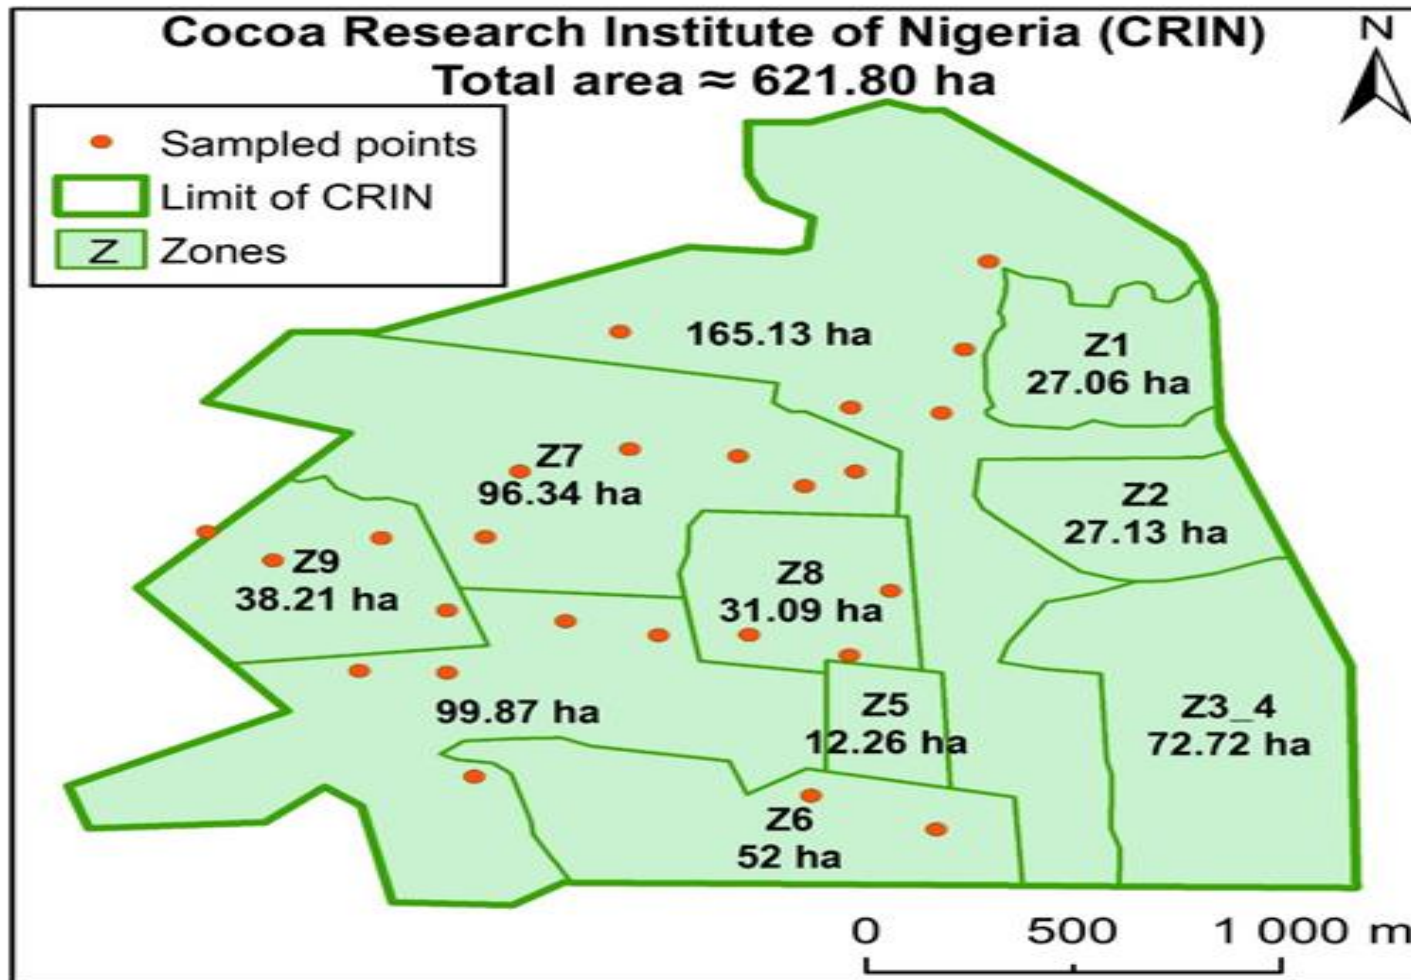 Cocoa Research Institute of Nigeria (CRIN)
Total area ≈ 621.80 ha
N
Sampled points
Limit of CRIN
Z Zones
165.13 ha
Z1
27.06 ha
Z7
96.34 ha
Z2
27.13 ha
Z9
38.21 ha
Z8
31.09 ha
99.87 ha
Z5
12.26 ha
Z3_4
72.72 ha
Z6
52 ha
0 500 1 000 m